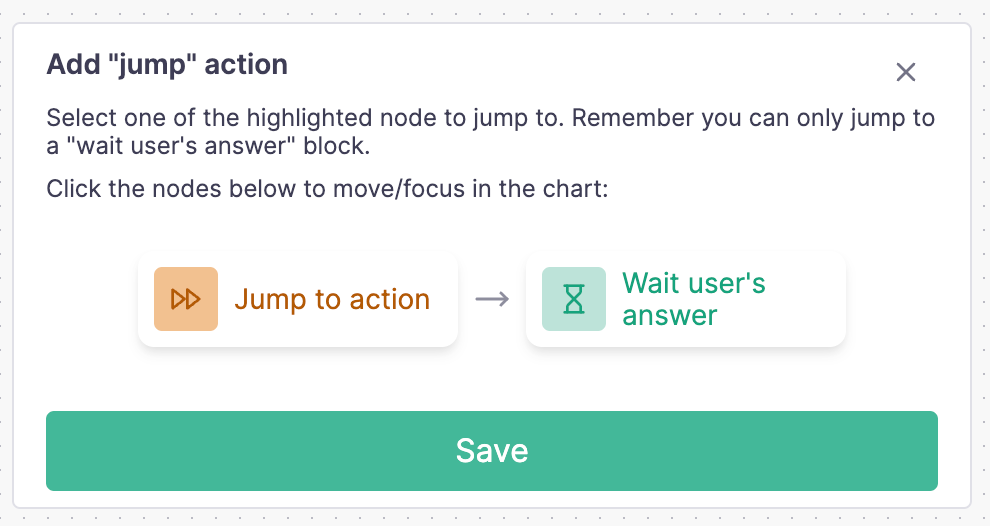 Add "jump" action
Select one of the highlighted node to jump to. Remember you can only jump to
a "wait user's answer" block.
Click the nodes below to move/focus in the chart:
Jump to action
Wait user's
answer
Save